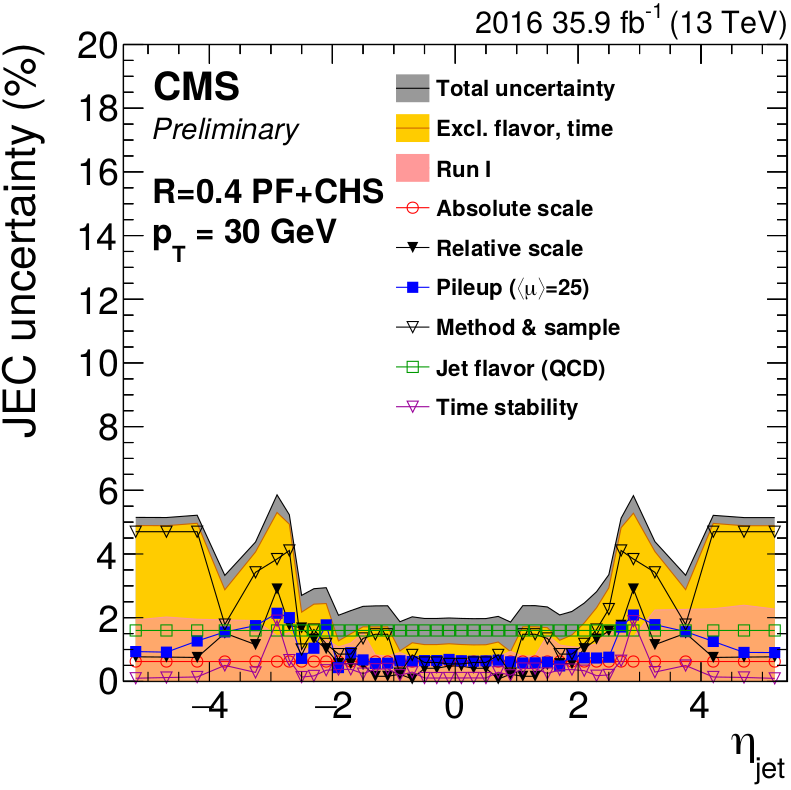 2016 35.9 fb⁻¹ (13 TeV)
JEC uncertainty (%)
20
18
16
14
12
10
8
6
4
2
0
CMS
Preliminary
R=0.4 PF+CHS
p_T = 30 GeV
Total uncertainty
Excl. flavor, time
Run I
Absolute scale
Relative scale
Pileup (⟨μ⟩=25)
Method & sample
Jet flavor (QCD)
Time stability
−4 −2 0 2 4
η_jet